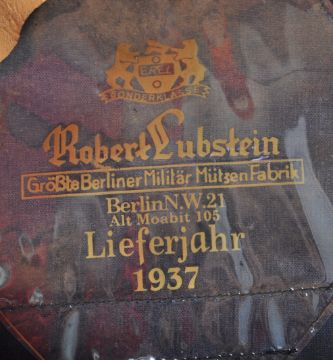 EREL
SONDERKLASSE
Robert Lubstein
Größte Berliner Militär Mützen Fabrik
Berlin N.W. 21
Alt Moabit 105
Lieferjahr
1937